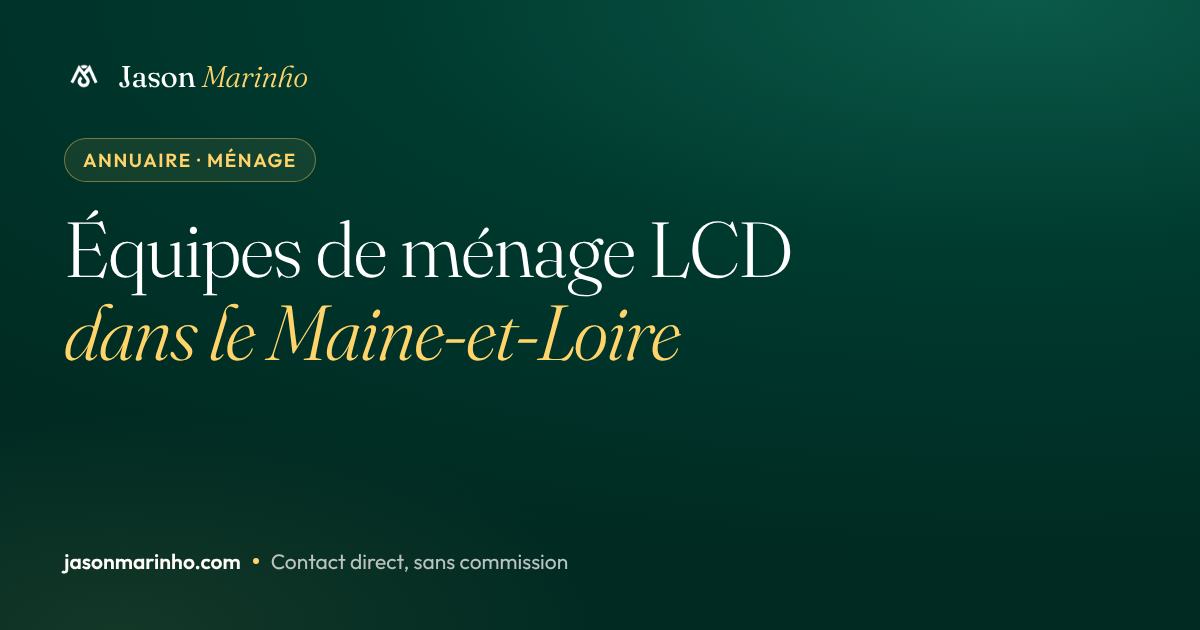 Jason Marinho
ANNUAIRE · MÉNAGE
Équipes de ménage LCD
dans le Maine-et-Loire
jasonmarinho.com • Contact direct, sans commission